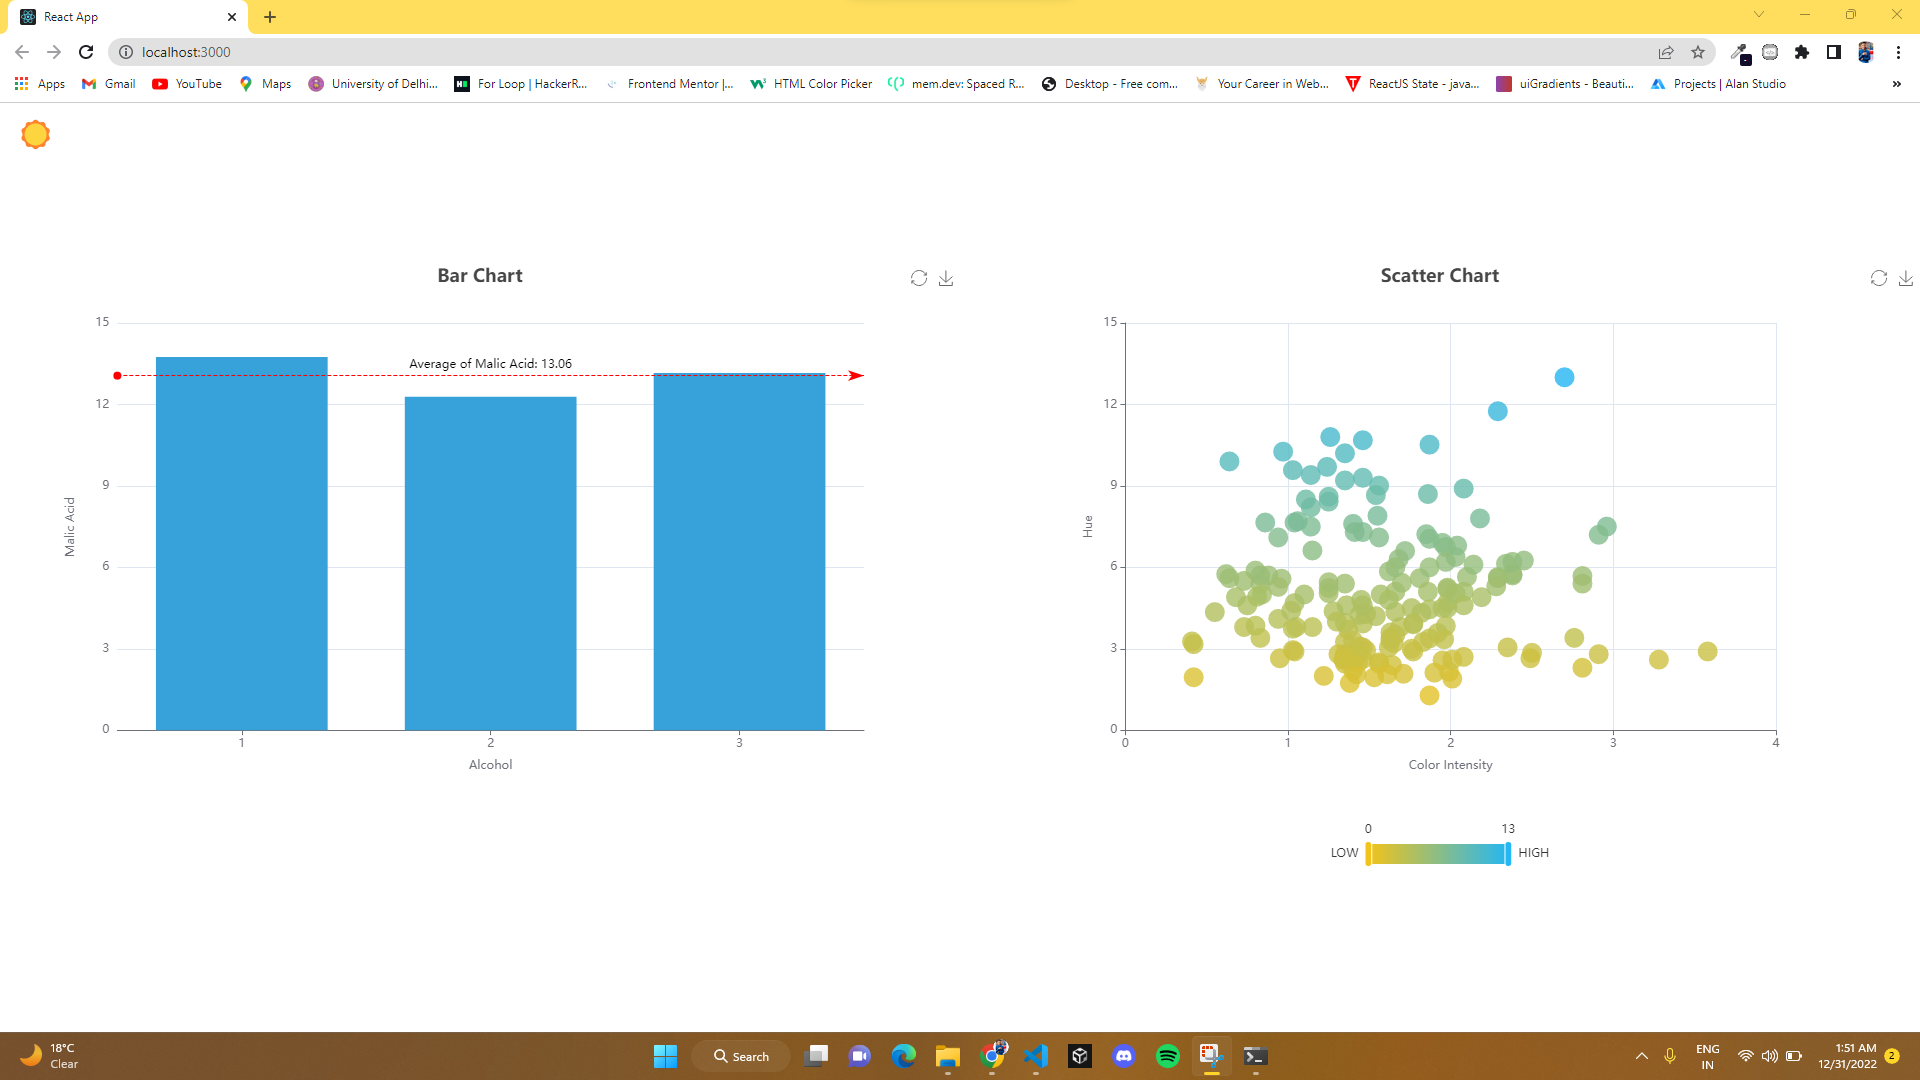 React App
localhost:3000
Apps Gmail YouTube Maps University of Delhi... For Loop | HackerR... Frontend Mentor |... HTML Color Picker mem.dev: Spaced R... Desktop - Free com... Your Career in Web... ReactJS State - java... uiGradients - Beauti... Projects | Alan Studio »
Bar Chart
15
12
9
6
3
0
Average of Malic Acid: 13.06
Malic Acid
1 2 3
Alcohol
Scatter Chart
15
12
9
6
3
0
Hue
0 1 2 3 4
Color Intensity
0 13
LOW HIGH
18°C
Clear
Search
ENG
IN
1:51 AM
12/31/2022
2